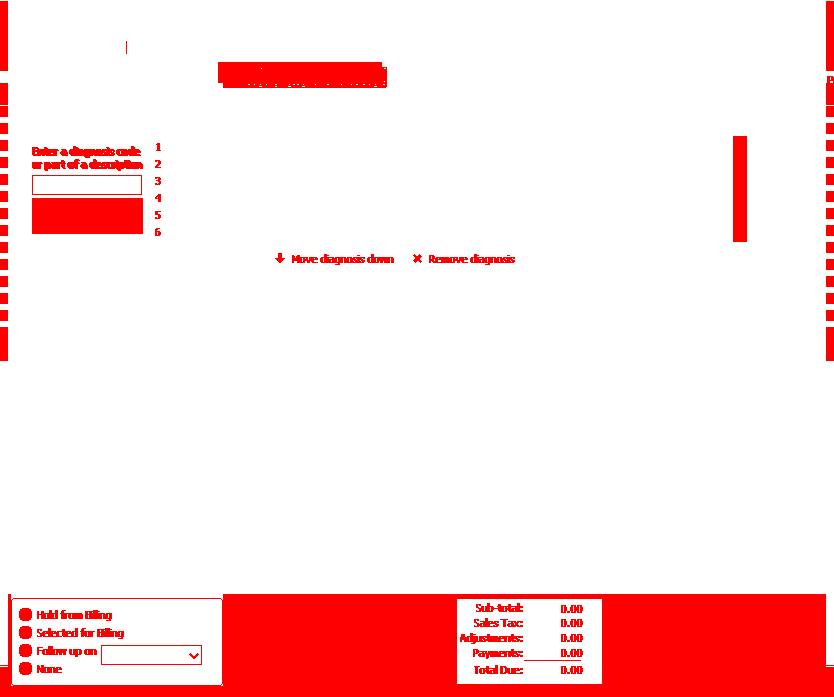 Enter a diagnosis code
or part of a description
1
2
3
4
5
6
Move diagnosis down
Remove diagnosis
Hold from Billing
Selected for Billing
Follow up on
None
Sub-total: 0.00
Sales Tax: 0.00
Adjustments: 0.00
Payments: 0.00
Total Due: 0.00